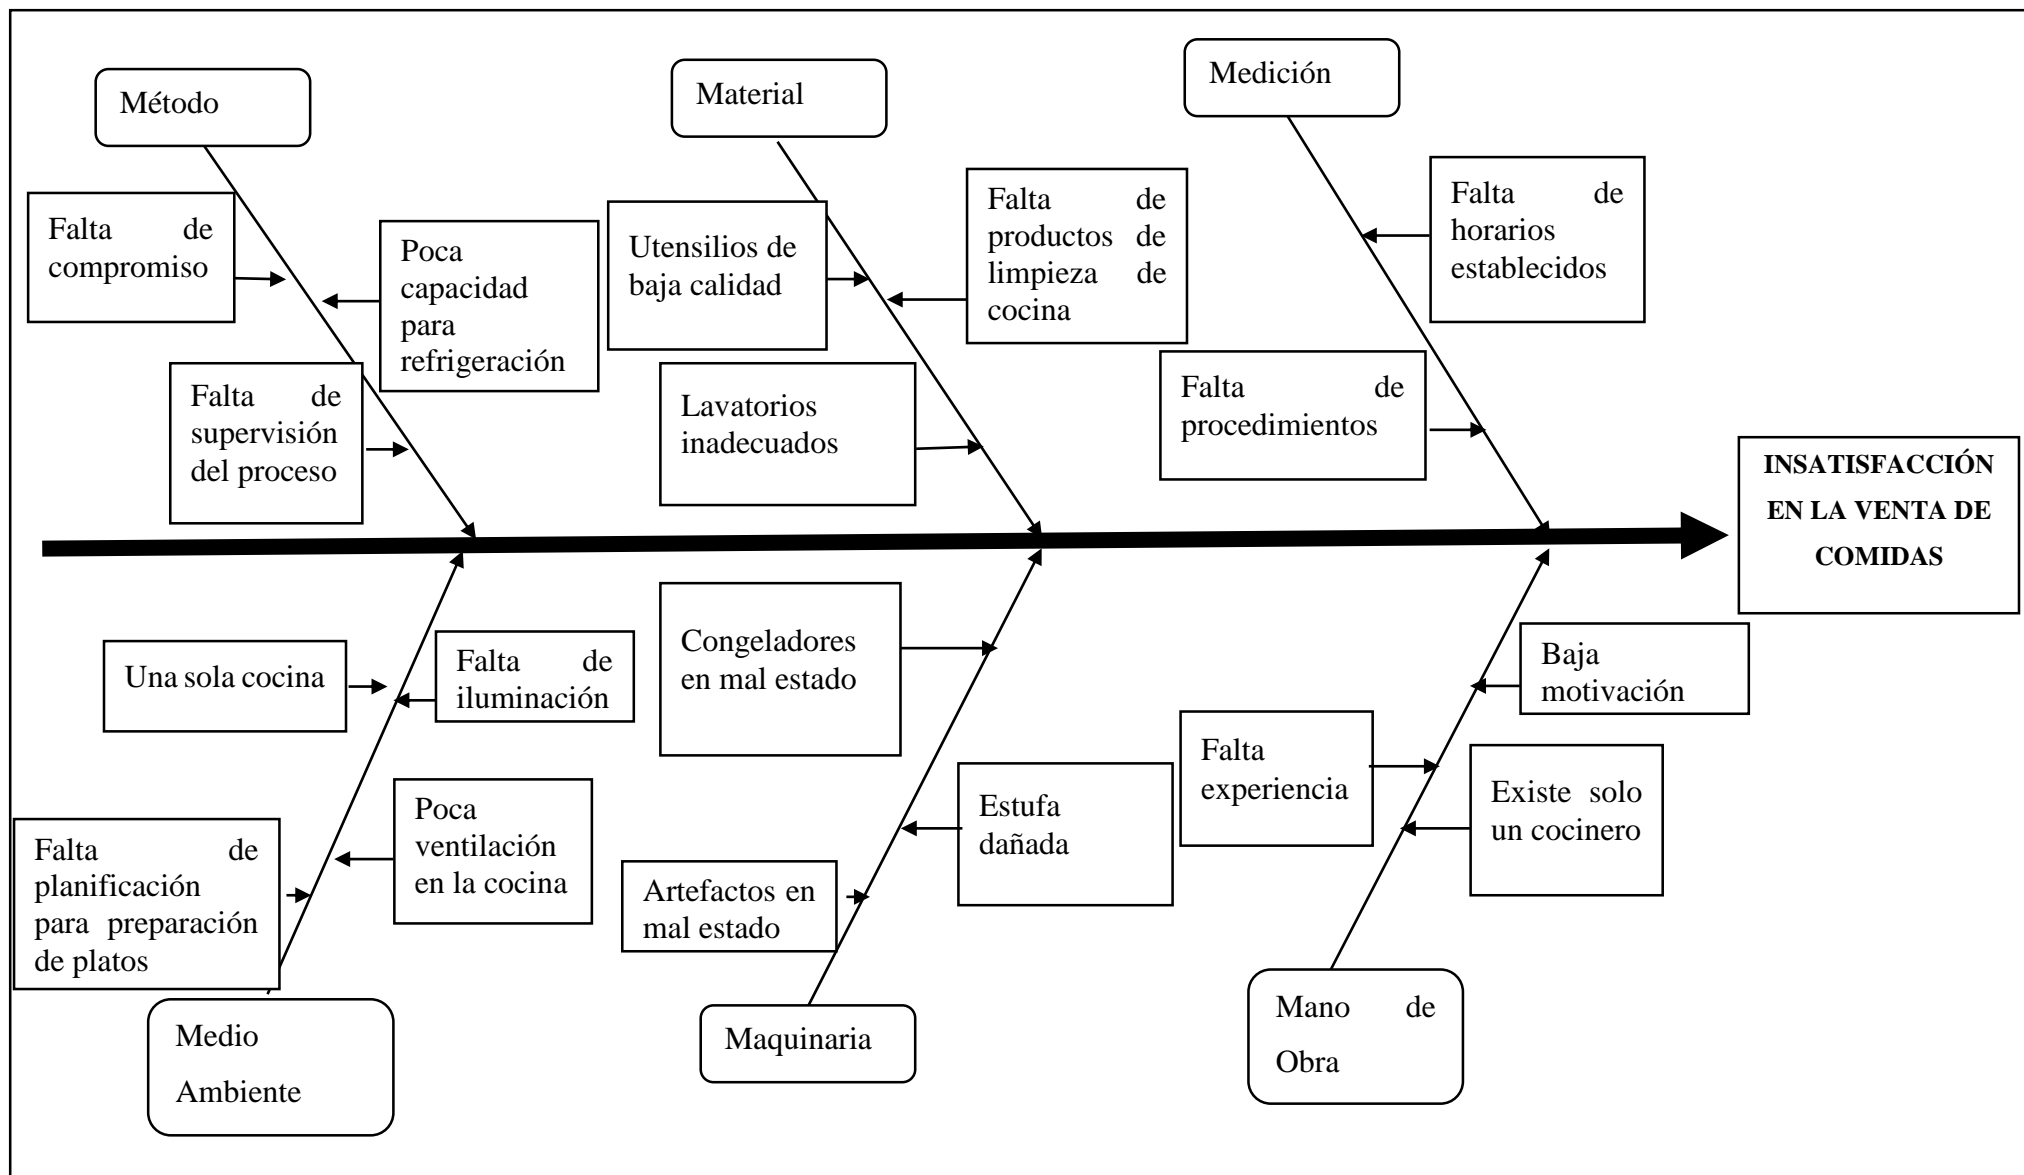 Método
Material
Medición
Falta de
compromiso
Poca
capacidad
para
refrigeración
Falta de
supervisión
del proceso
Utensilios de
baja calidad
Falta de
productos de
limpieza de
cocina
Lavatorios
inadecuados
Falta de
horarios
establecidos
Falta de
procedimientos
INSATISFACCIÓN
EN LA VENTA DE
COMIDAS
Una sola cocina
Falta de
iluminación
Falta de
planificación
para preparación
de platos
Poca
ventilación
en la cocina
Congeladores
en mal estado
Estufa
dañada
Artefactos en
mal estado
Baja
motivación
Falta
experiencia
Existe solo
un cocinero
Medio
Ambiente
Maquinaria
Mano de
Obra